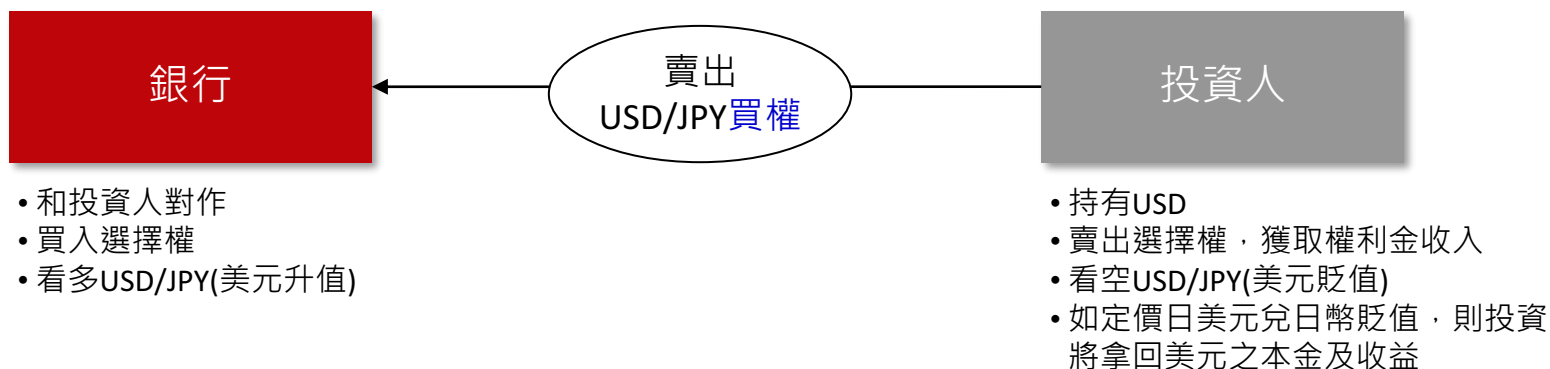 銀行
賣出
USD/JPY買權
投資人
• 和投資人對作
• 買入選擇權
• 看多USD/JPY(美元升值)
• 持有USD
• 賣出選擇權，獲取權利金收入
• 看空USD/JPY(美元貶值)
• 如定價日美元兌日幣貶值，則投資
將拿回美元之本金及收益